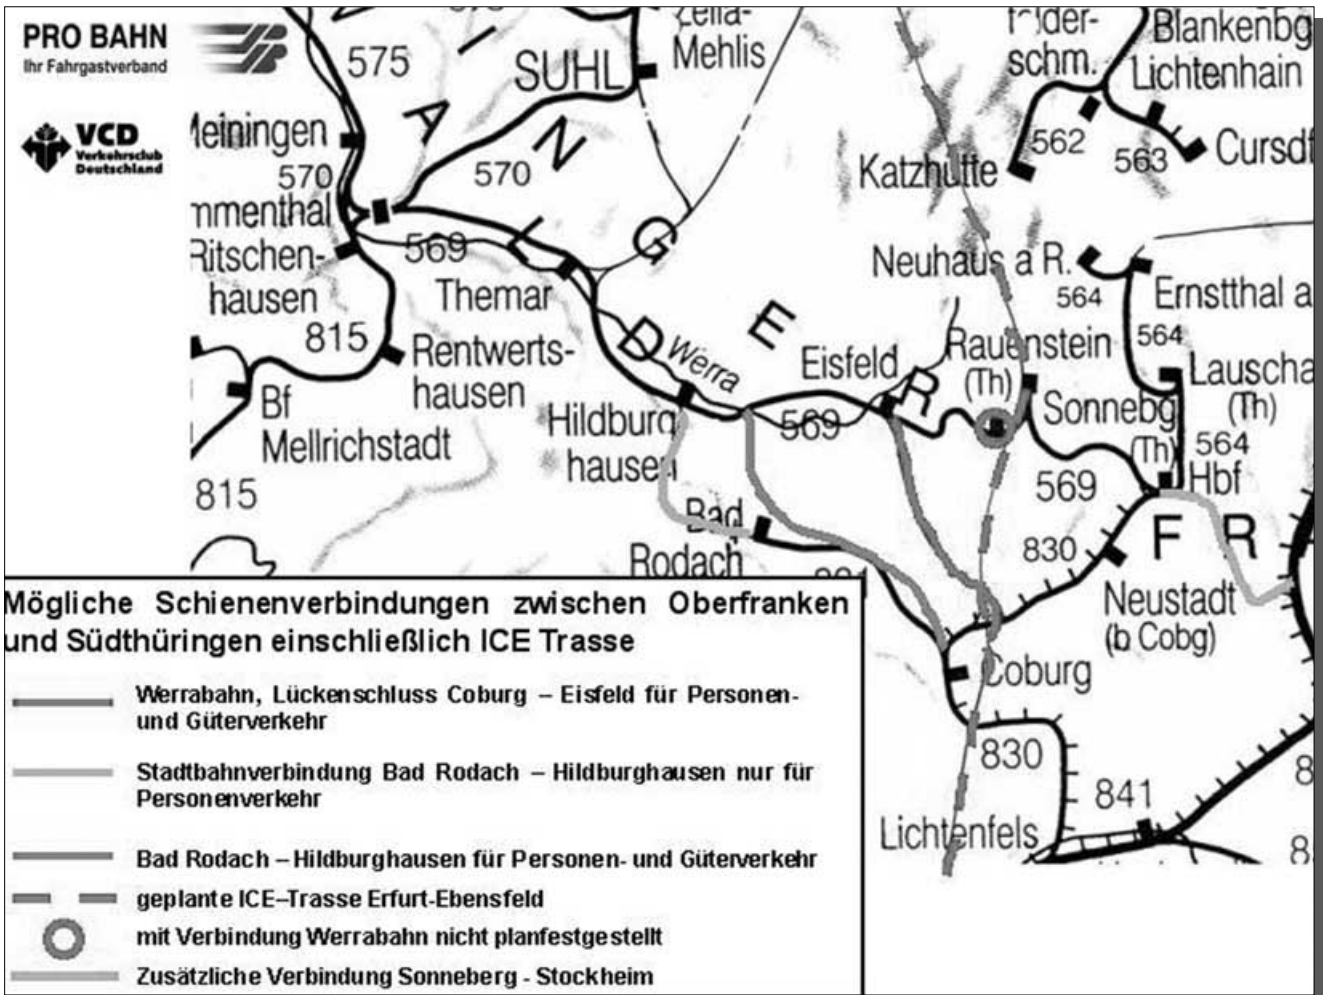 PRO BAHN
Ihr Fahrgastverband
VCD
Verkehrsclub
Deutschland
575
SUHL
Zella-
Mehlis
schm.
Blankenbg
Lichtenhain
562
563
Cursdf
Katzhütte
Meiningen
570
570
mmenthal
Ritschen-
hausen
569
Themar
815
Rentwerts-
hausen
Bf
Mellrichstadt
815
T H Ü R I N G E R
Werra
Neuhaus a R.
564
Ernstthal a
564
Eisfeld
Rauenstein
(Th)
Lauscha
(Th)
Hildburg
hausen
569
Sonnebg
(Th)
Hbf
564
569
Bad
Rodach
830
F R
Neustadt
(b Cobg)
Coburg
830
841
Lichtenfels
Mögliche Schienenverbindungen zwischen Oberfranken
und Südthüringen einschließlich ICE Trasse
Werrabahn, Lückenschluss Coburg – Eisfeld für Personen-
und Güterverkehr
Stadtbahnverbindung Bad Rodach – Hildburghausen nur für
Personenverkehr
Bad Rodach – Hildburghausen für Personen- und Güterverkehr
geplante ICE–Trasse Erfurt-Ebensfeld
mit Verbindung Werrabahn nicht planfestgestellt
Zusätzliche Verbindung Sonneberg - Stockheim